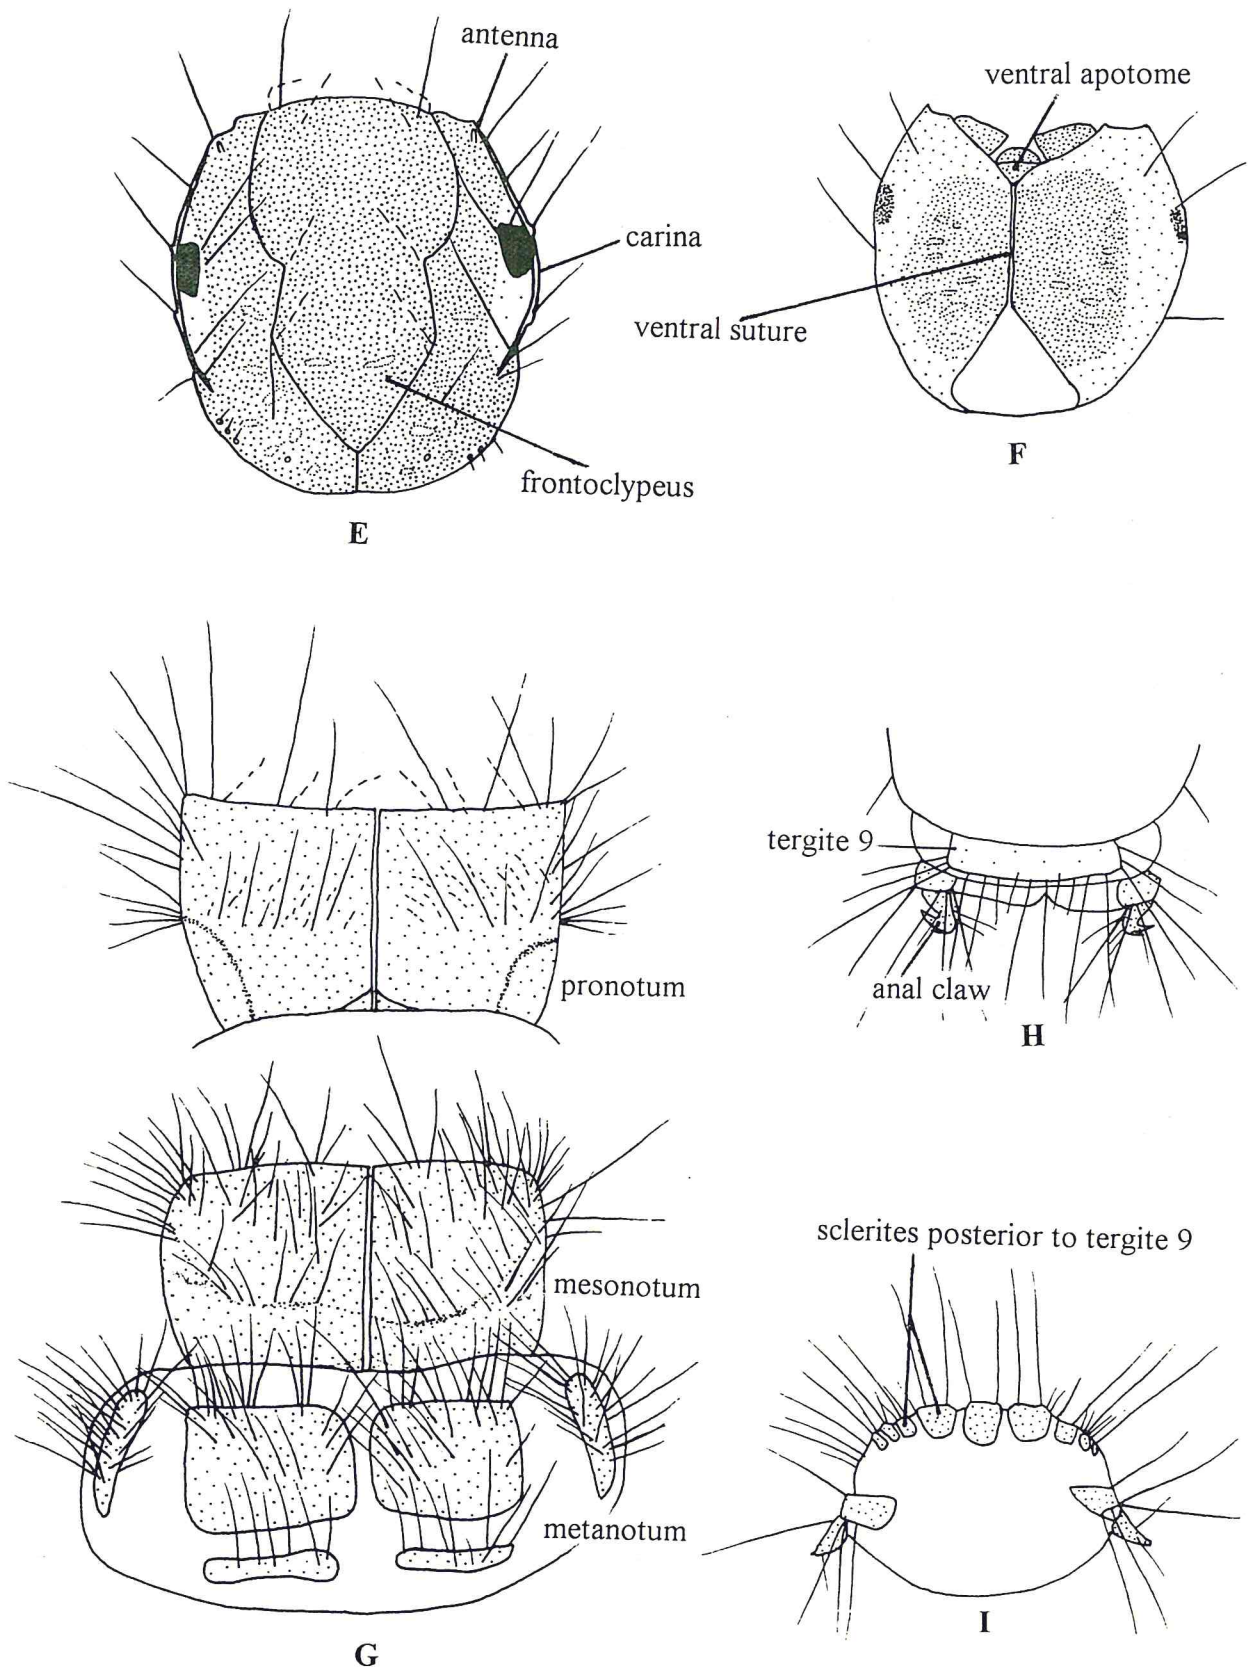 antenna
carina
frontoclypeus
E
ventral apotome
ventral suture
F
pronotum
mesonotum
metanotum
G
tergite 9
anal claw
H
sclerites posterior to tergite 9
I